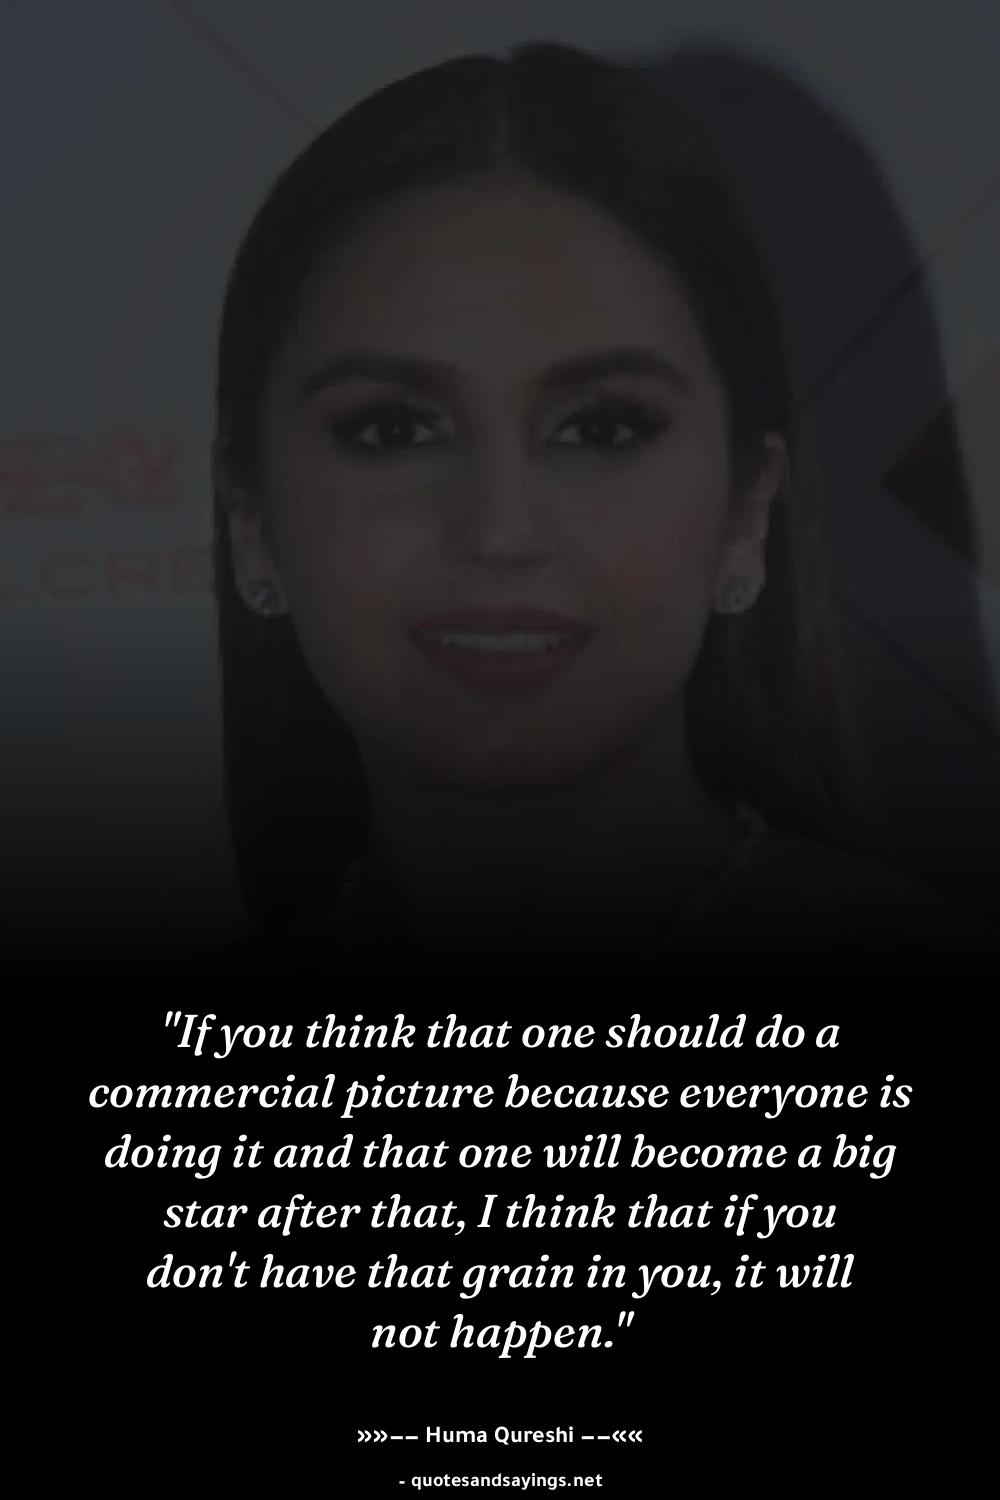 LCRE
"If you think that one should do a
commercial picture because everyone is
doing it and that one will become a big
star after that, I think that if you
don't have that grain in you, it will
not happen."
»»−− Huma Qureshi −−««
- quotesandsayings.net